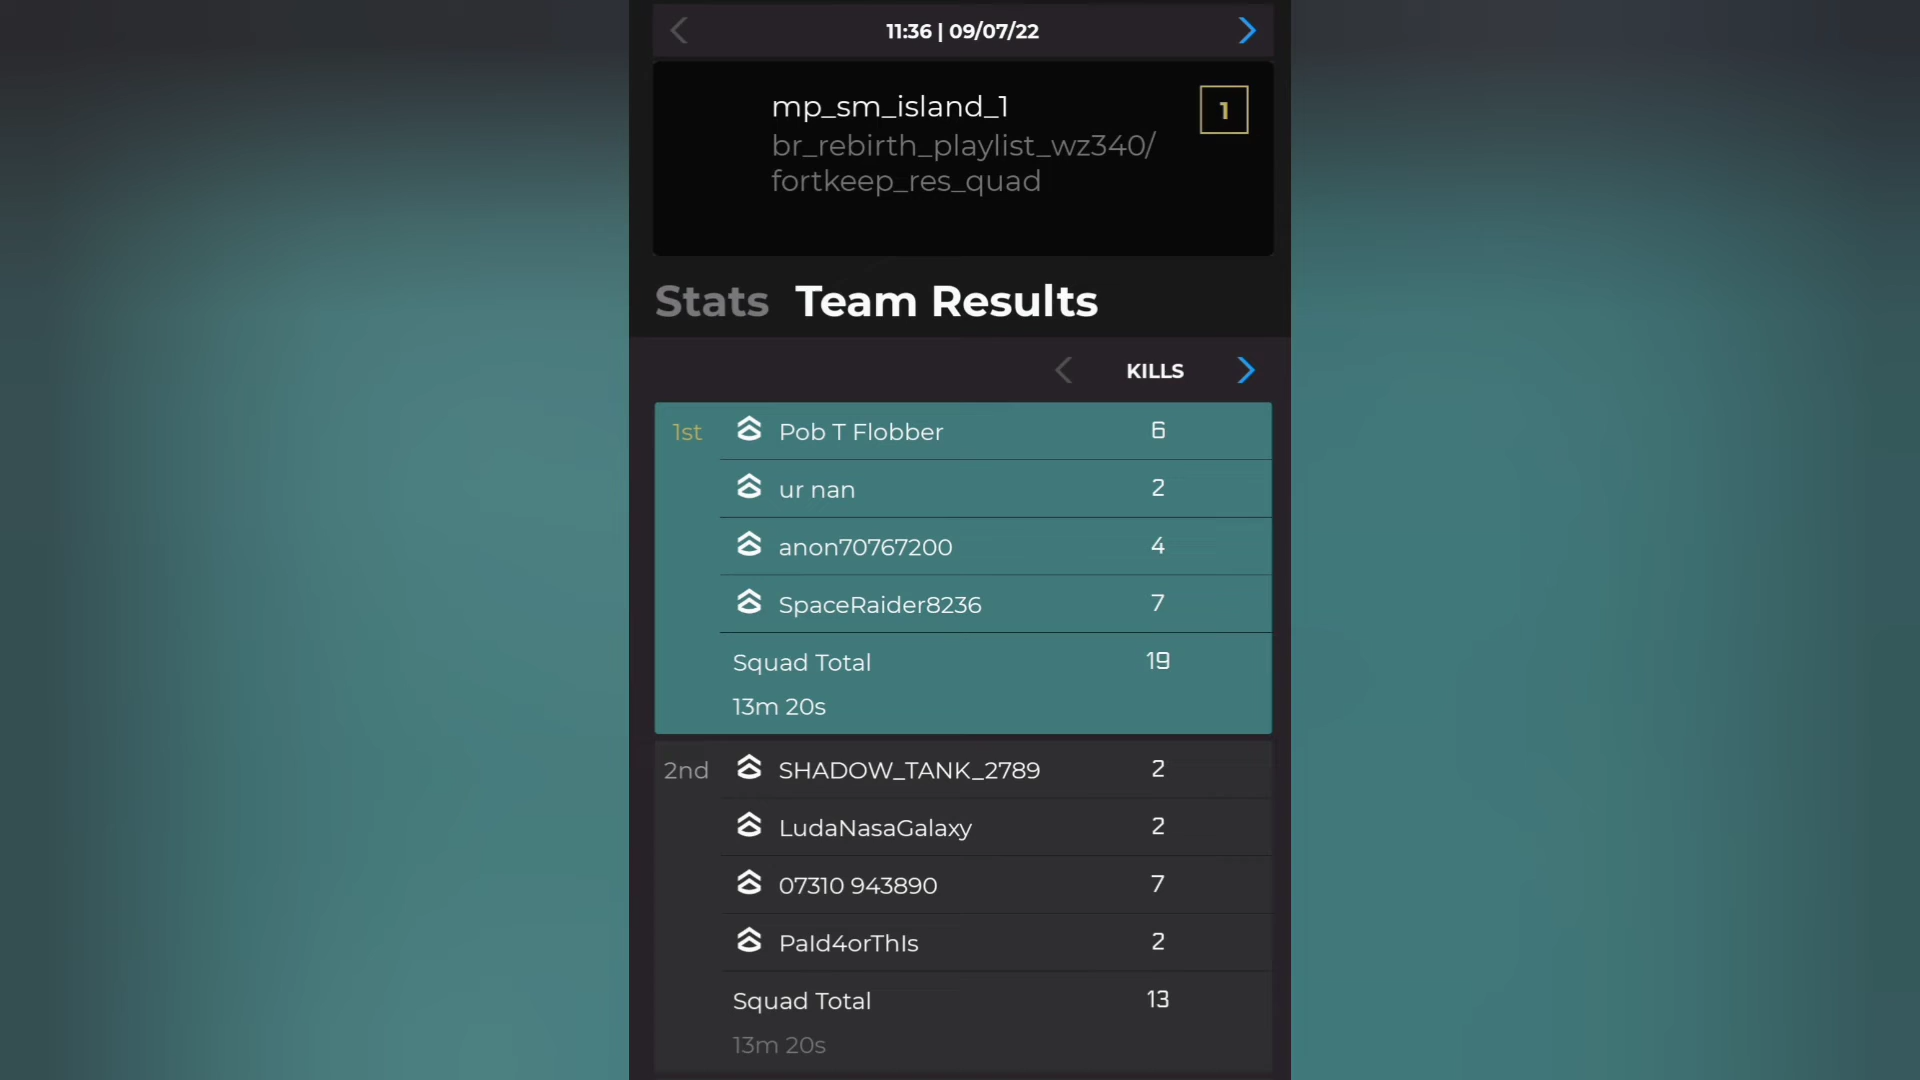 11:36 | 09/07/22
mp_sm_island_1
1
br_rebirth_playlist_wz340/
fortkeep_res_quad
Stats Team Results
KILLS
1st Pob T Flobber 6
ur nan 2
anon70767200 4
SpaceRaider8236 7
Squad Total 19
13m 20s
2nd SHADOW_TANK_2789 2
LudaNasaGalaxy 2
07310 943890 7
PaId4orThIs 2
Squad Total 13
13m 20s